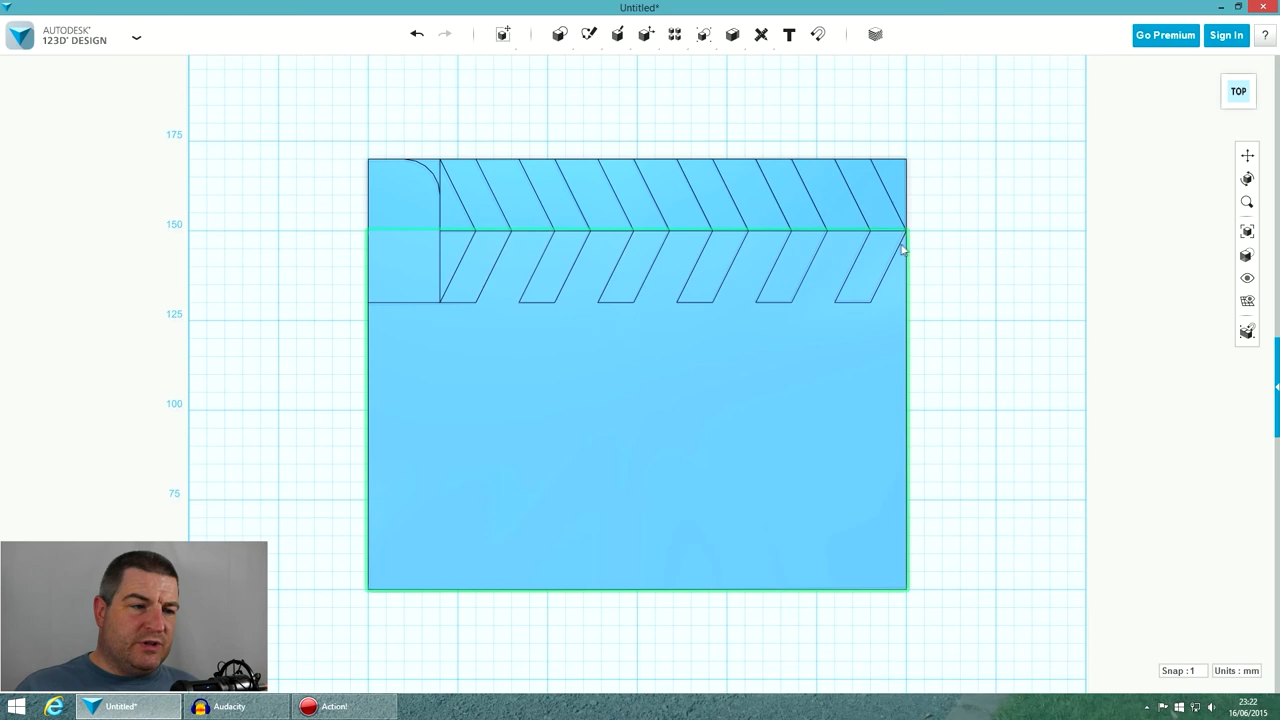 Untitled*
AUTODESK®
123D® DESIGN
T
Go Premium
Sign In
?
TOP
175
150
125
100
75
Snap : 1
Units : mm
Untitled*
Audacity
Action!
23:22
16/06/2015